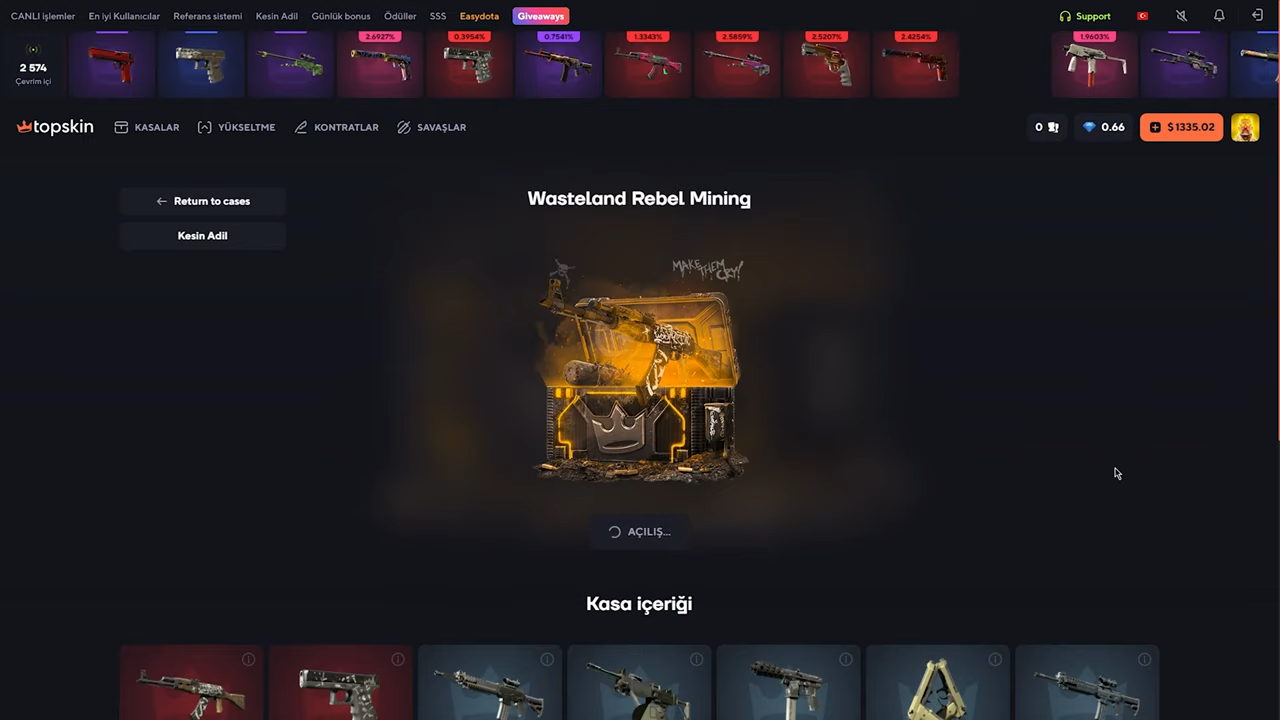 CANLI işlemler En iyi Kullanıcılar Referans sistemi Kesin Adil Günlük bonus Ödüller SSS Easydota Giveaways Support
2.6927% 0.3954% 0.7541% 1.3343% 2.5859% 2.5207% 2.4254% 1.9603%
2 574
Çevrim içi
topskin KASALAR YÜKSELTME KONTRATLAR SAVAŞLAR 0 0.66 $ 1335.02
Return to cases
Kesin Adil
Wasteland Rebel Mining
MAKE THEM CRY!
AÇILIŞ...
Kasa içeriği